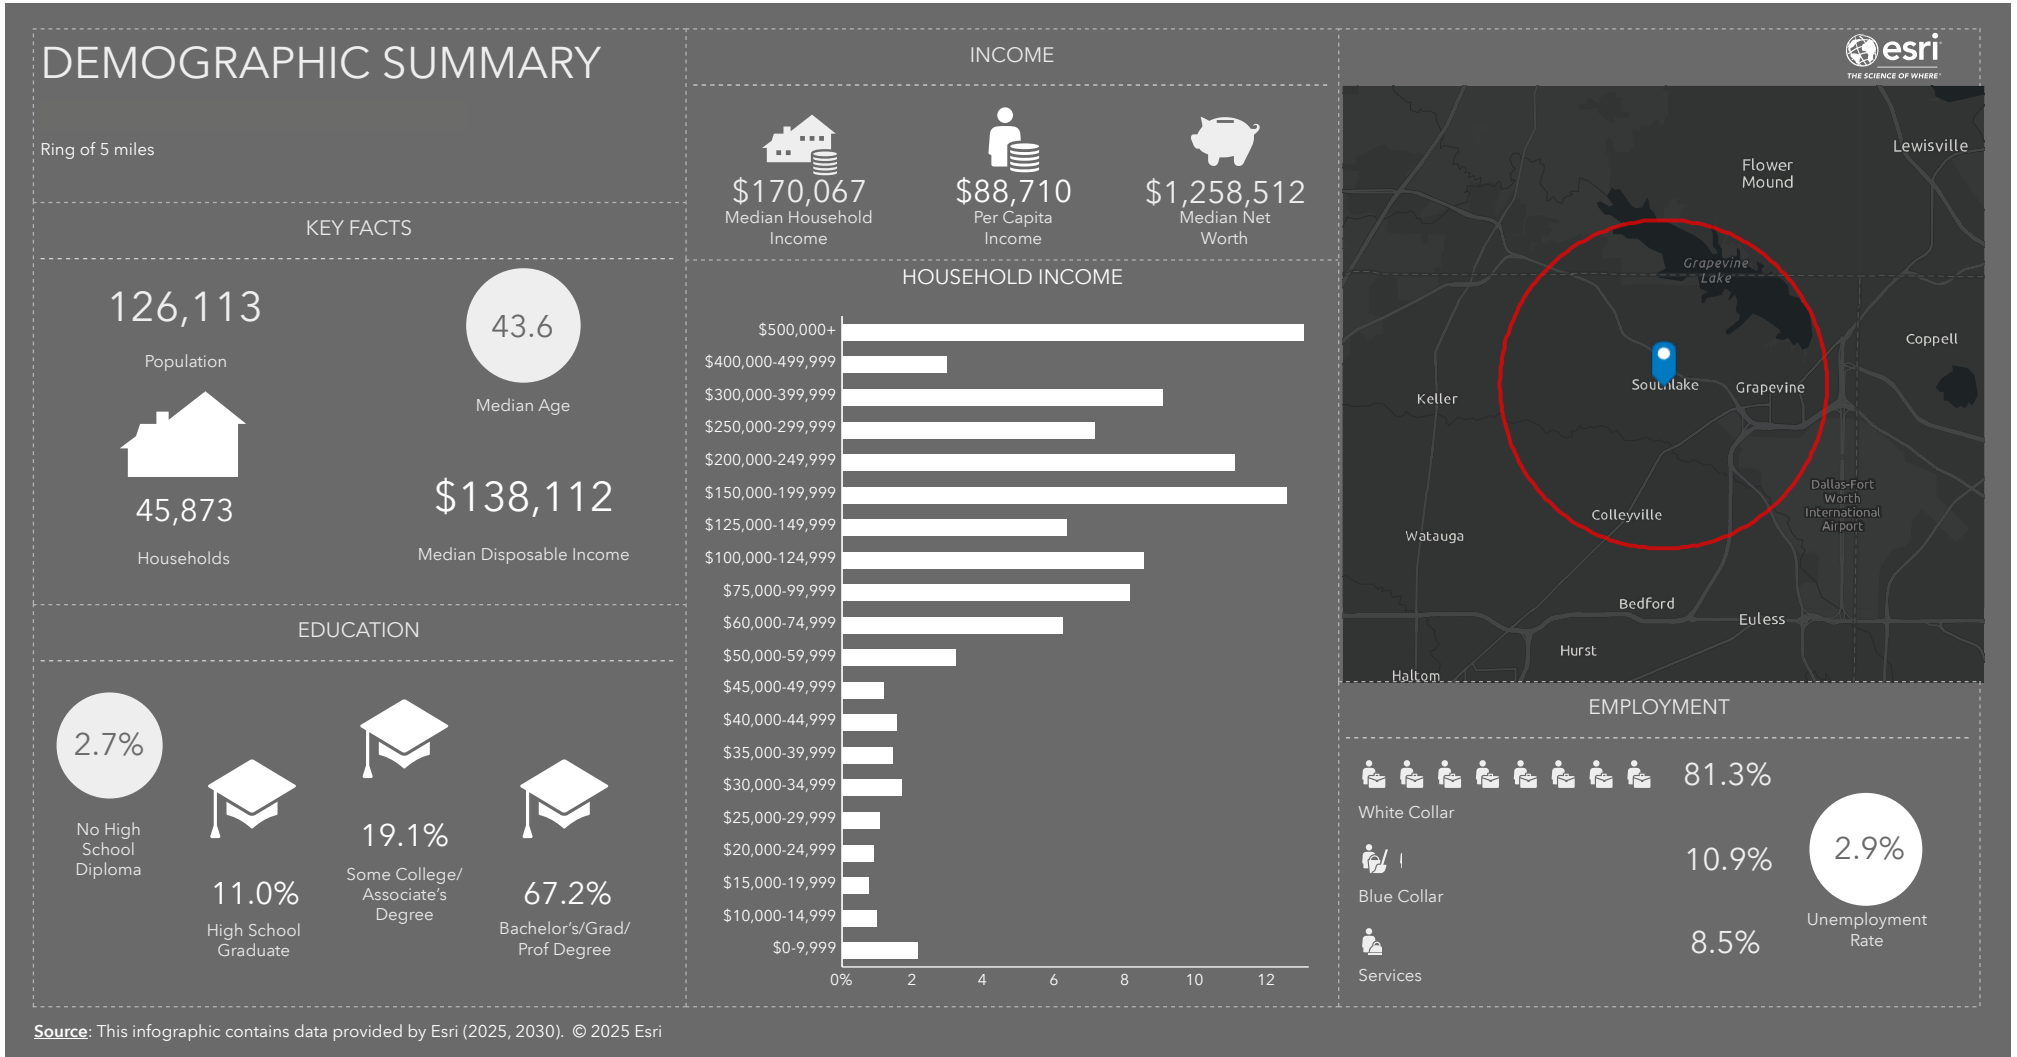 DEMOGRAPHIC SUMMARY
Ring of 5 miles
KEY FACTS
126,113
Population
43.6
Median Age
45,873
Households
$138,112
Median Disposable Income
EDUCATION
2.7%
No High
School
Diploma
11.0%
High School
Graduate
19.1%
Some College/
Associate's
Degree
67.2%
Bachelor's/Grad/
Prof Degree
INCOME
$170,067
Median Household
Income
$88,710
Per Capita
Income
$1,258,512
Median Net
Worth
HOUSEHOLD INCOME
$500,000+
$400,000-499,999
$300,000-399,999
$250,000-299,999
$200,000-249,999
$150,000-199,999
$125,000-149,999
$100,000-124,999
$75,000-99,999
$60,000-74,999
$50,000-59,999
$45,000-49,999
$40,000-44,999
$35,000-39,999
$30,000-34,999
$25,000-29,999
$20,000-24,999
$15,000-19,999
$10,000-14,999
$0-9,999
0% 2 4 6 8 10 12
esri
THE SCIENCE OF WHERE
Lewisville
Flower
Mound
Grapevine
Lake
Coppell
Southlake
Grapevine
Keller
Dallas-Fort
Worth
International
Airport
Colleyville
Watauga
Bedford
Euless
Hurst
Haltom
EMPLOYMENT
81.3%
White Collar
10.9%
Blue Collar
8.5%
Services
2.9%
Unemployment
Rate
Source: This infographic contains data provided by Esri (2025, 2030). © 2025 Esri